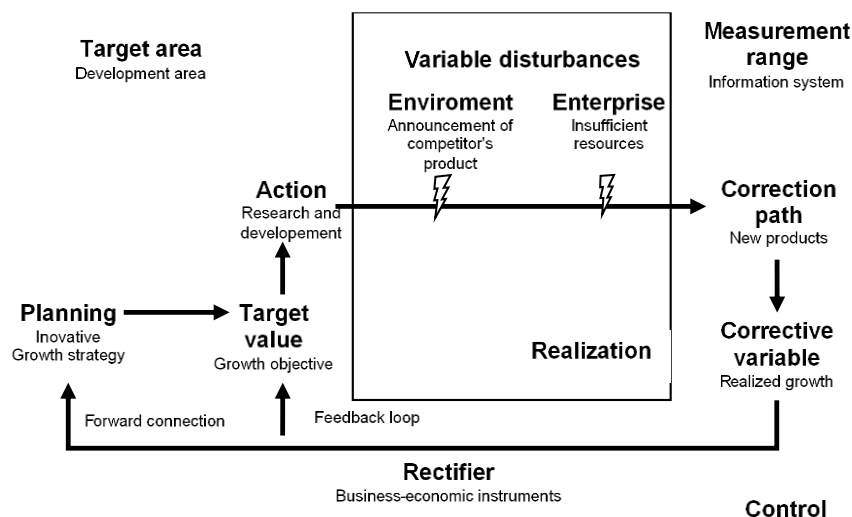 Target area
Development area
Variable disturbances
Measurement
range
Information system
Enviroment
Announcement of
competitor's
product
Enterprise
Insufficient
resources
Action
Research and
developement
Correction
path
New products
Planning
Inovative
Growth strategy
Target
value
Growth objective
Realization
Corrective
variable
Realized growth
Forward connection
Feedback loop
Rectifier
Business-economic instruments
Control